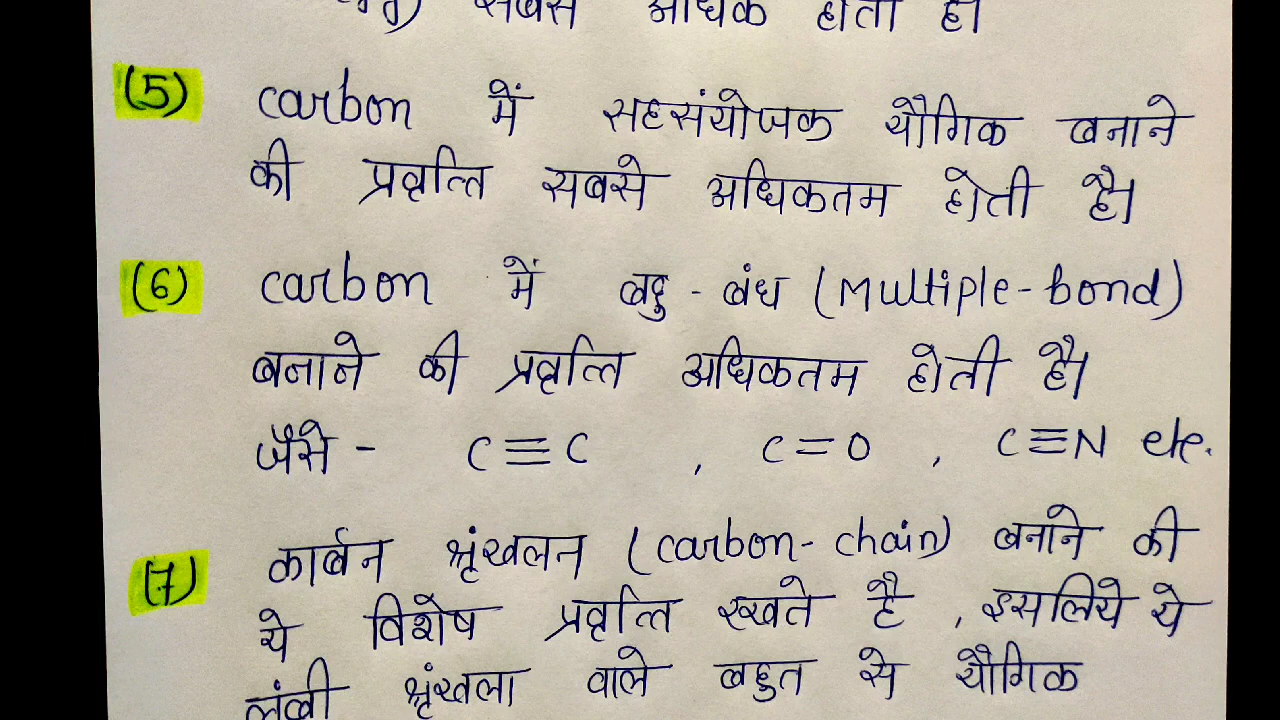 सबसे अधिक होता है।
(5) carbon में सहसंयोजक यौगिक बनाने
की प्रवृत्ति सबसे अधिकतम होती है।
(6) carbon में बहु - बंध (Multiple-bond)
बनाने की प्रवृत्ति अधिकतम होती है।
जैसे - C≡C , C=O , C≡N etc.
(7) कार्बन श्रृंखलन (carbon-chain) बनाने की
ये विशेष प्रवृत्ति रखते है , इसलिये ये
लंबी श्रृंखला वाले बहुत से यौगिक